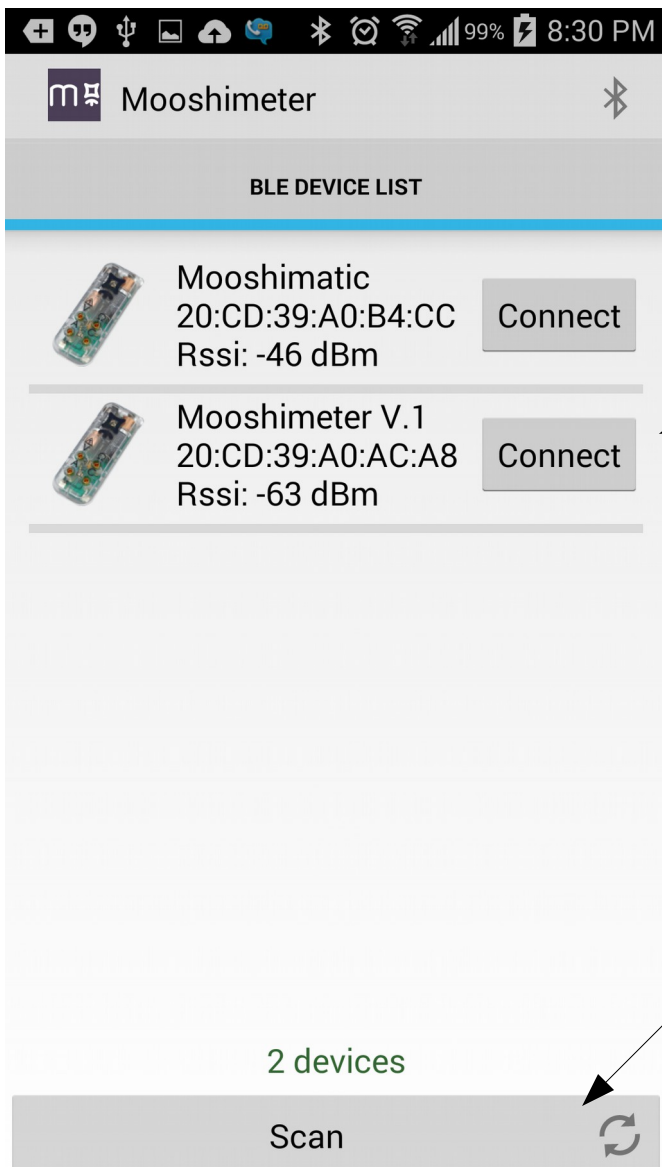 99% 8:30 PM
m Mooshimeter
BLE DEVICE LIST
Mooshimatic
20:CD:39:A0:B4:CC
Rssi: -46 dBm
Connect
Mooshimeter V.1
20:CD:39:A0:AC:A8
Rssi: -63 dBm
Connect
2 devices
Scan